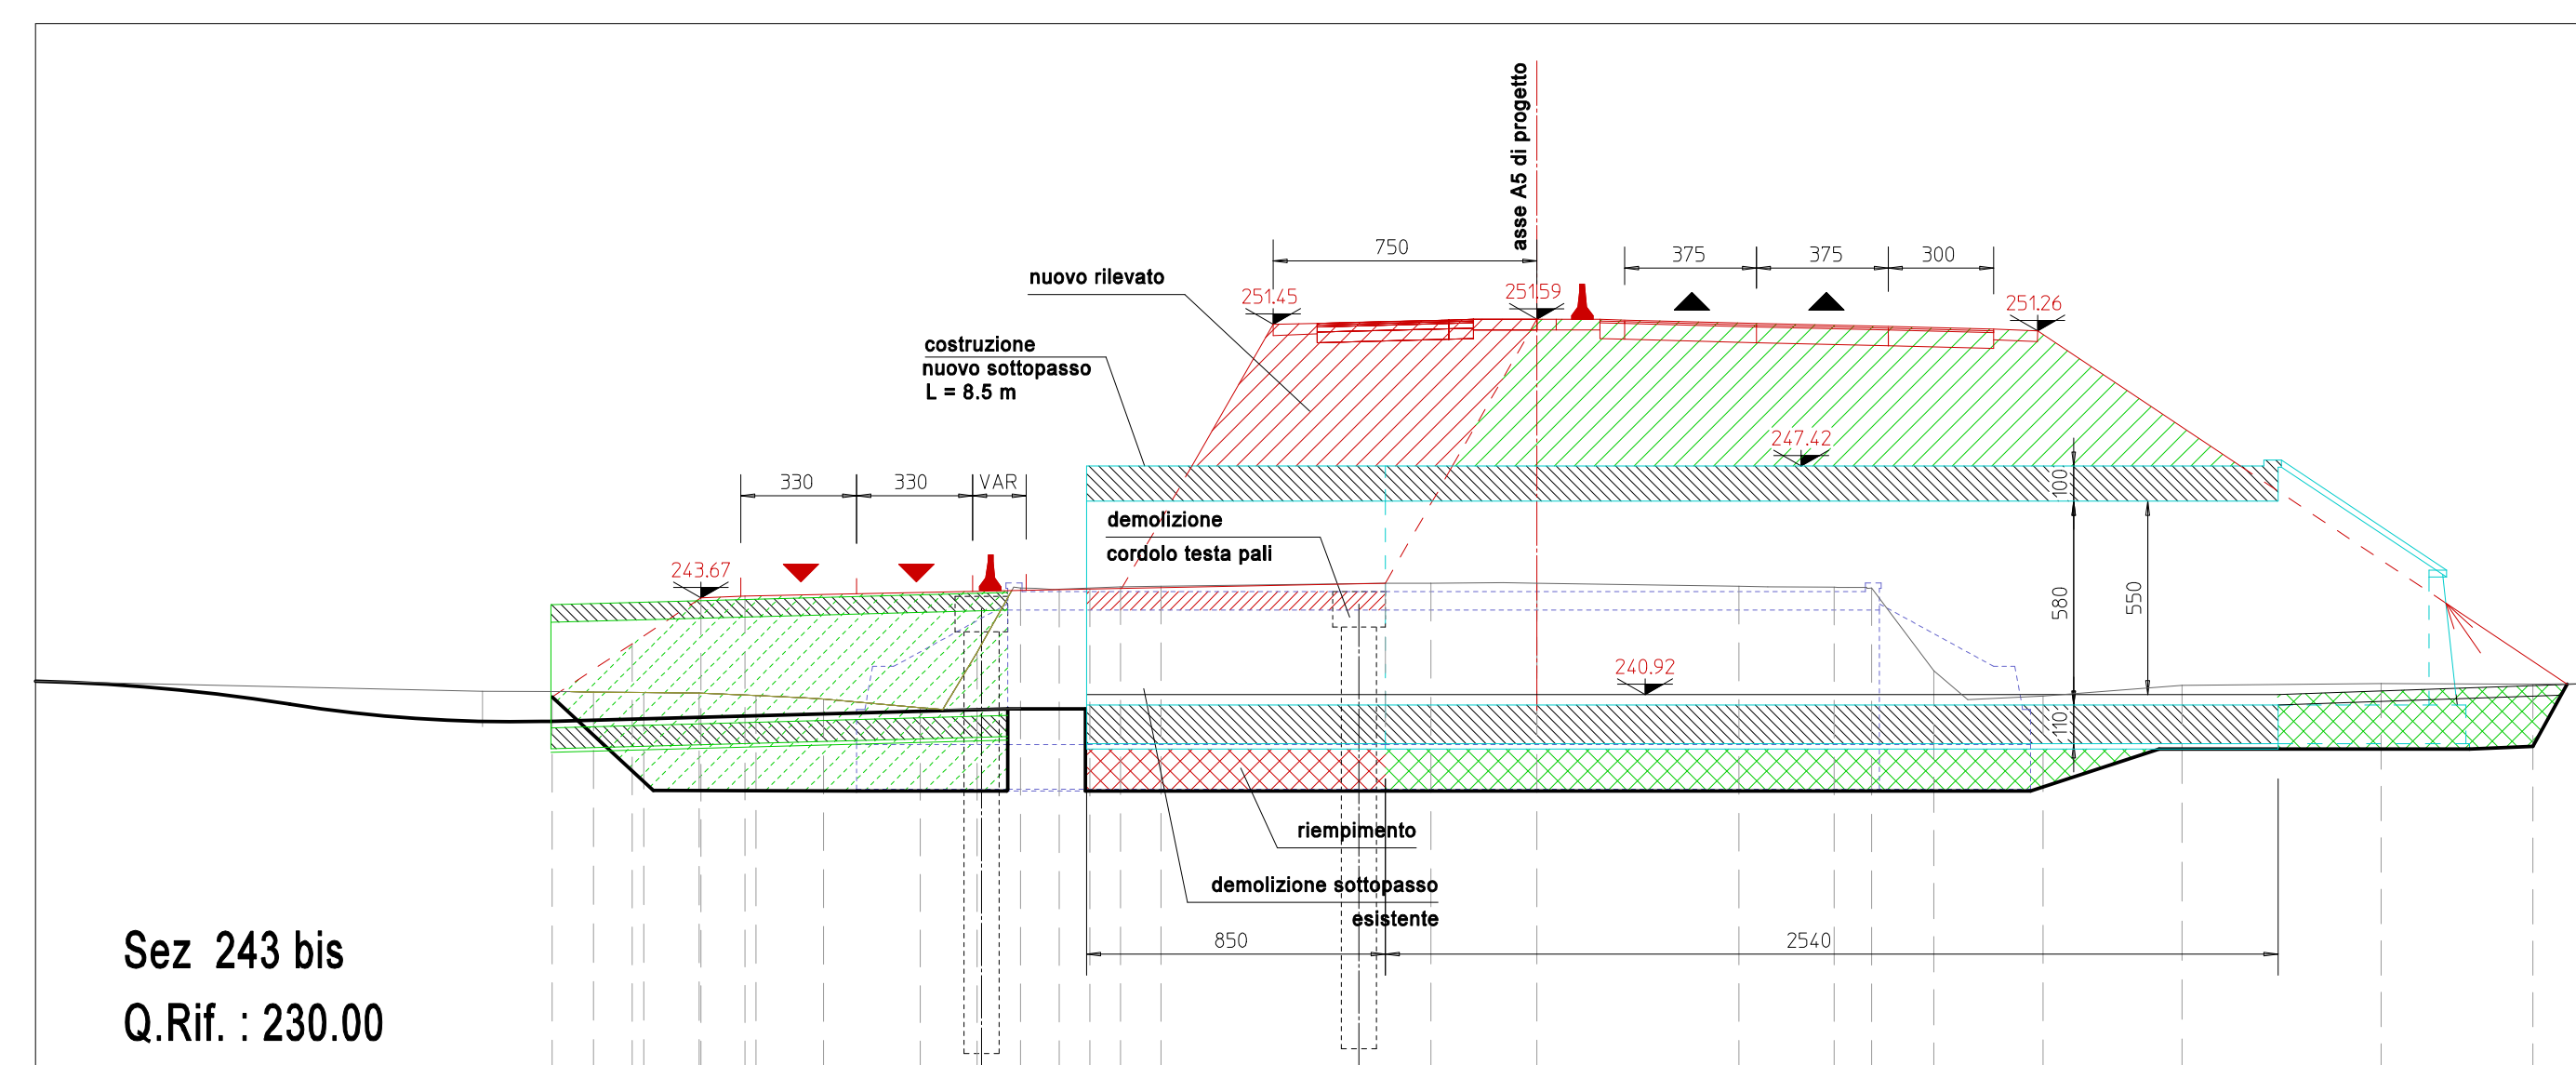 asse A5 di progetto
750
375
375
300
nuovo rilevato
251.45
251.59
251.26
costruzione
nuovo sottopasso
L = 8.5 m
247.42
330
330
VAR
100
demolizione
cordolo testa pali
243.67
580
550
240.92
110
riempimento
demolizione sottopasso
esistente
850
2540
Sez 243 bis
Q.Rif. : 230.00